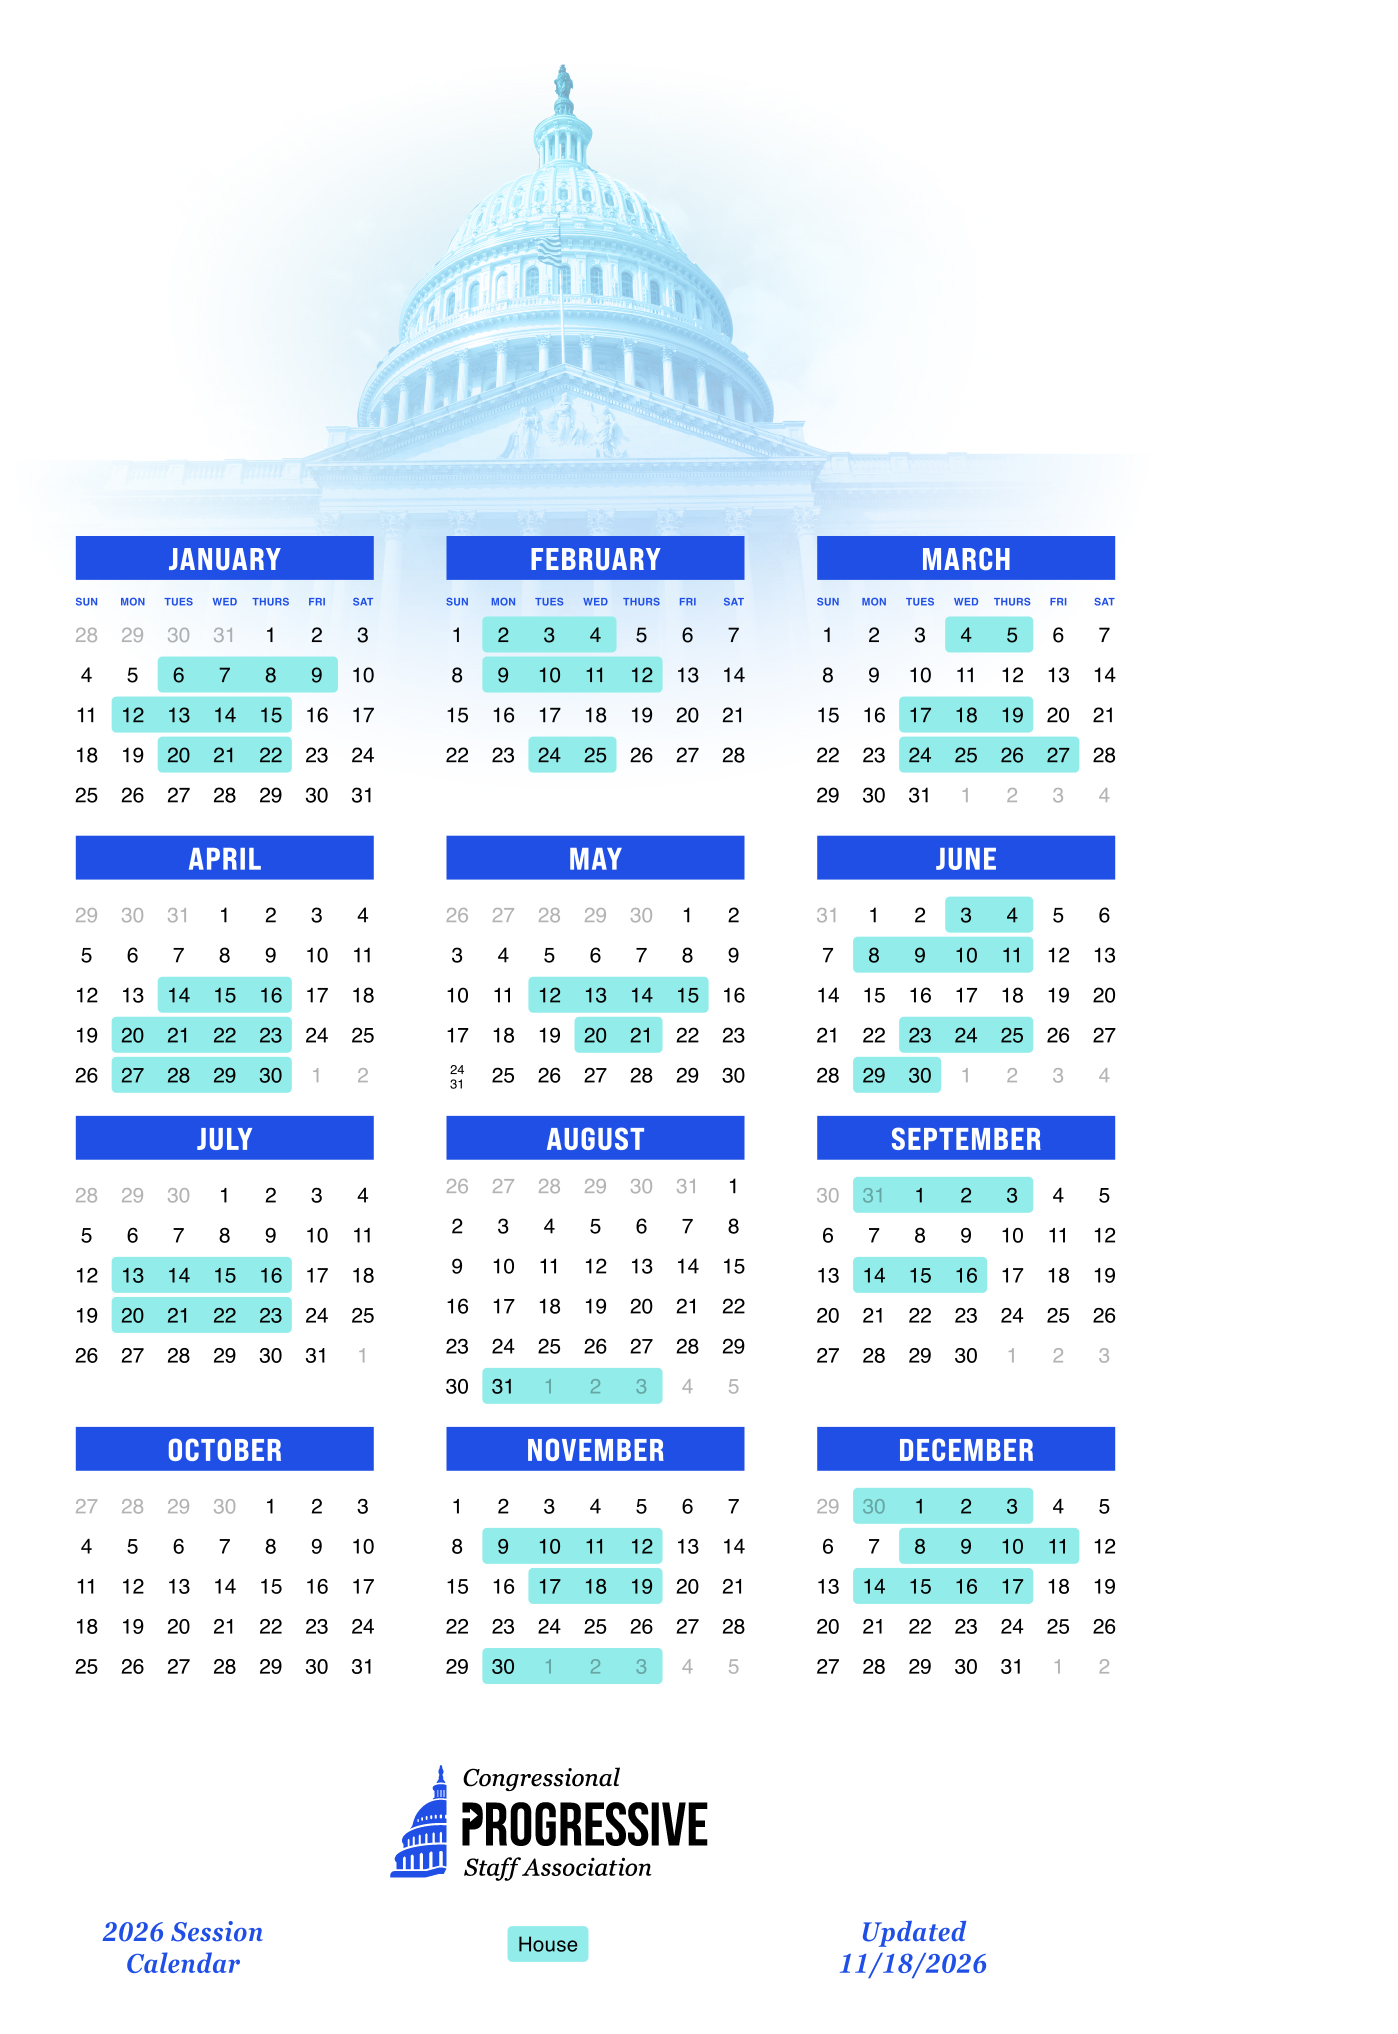 JANUARY
SUN MON TUES WED THURS FRI SAT
28 29 30 31 1 2 3
4 5 6 7 8 9 10
11 12 13 14 15 16 17
18 19 20 21 22 23 24
25 26 27 28 29 30 31
FEBRUARY
SUN MON TUES WED THURS FRI SAT
1 2 3 4 5 6 7
8 9 10 11 12 13 14
15 16 17 18 19 20 21
22 23 24 25 26 27 28
MARCH
SUN MON TUES WED THURS FRI SAT
1 2 3 4 5 6 7
8 9 10 11 12 13 14
15 16 17 18 19 20 21
22 23 24 25 26 27 28
29 30 31 1 2 3 4
APRIL
29 30 31 1 2 3 4
5 6 7 8 9 10 11
12 13 14 15 16 17 18
19 20 21 22 23 24 25
26 27 28 29 30 1 2
MAY
26 27 28 29 30 1 2
3 4 5 6 7 8 9
10 11 12 13 14 15 16
17 18 19 20 21 22 23
24 31 25 26 27 28 29 30
JUNE
31 1 2 3 4 5 6
7 8 9 10 11 12 13
14 15 16 17 18 19 20
21 22 23 24 25 26 27
28 29 30 1 2 3 4
JULY
28 29 30 1 2 3 4
5 6 7 8 9 10 11
12 13 14 15 16 17 18
19 20 21 22 23 24 25
26 27 28 29 30 31 1
AUGUST
26 27 28 29 30 31 1
2 3 4 5 6 7 8
9 10 11 12 13 14 15
16 17 18 19 20 21 22
23 24 25 26 27 28 29
30 31 1 2 3 4 5
SEPTEMBER
30 31 1 2 3 4 5
6 7 8 9 10 11 12
13 14 15 16 17 18 19
20 21 22 23 24 25 26
27 28 29 30 1 2 3
OCTOBER
27 28 29 30 1 2 3
4 5 6 7 8 9 10
11 12 13 14 15 16 17
18 19 20 21 22 23 24
25 26 27 28 29 30 31
NOVEMBER
1 2 3 4 5 6 7
8 9 10 11 12 13 14
15 16 17 18 19 20 21
22 23 24 25 26 27 28
29 30 1 2 3 4 5
DECEMBER
29 30 1 2 3 4 5
6 7 8 9 10 11 12
13 14 15 16 17 18 19
20 21 22 23 24 25 26
27 28 29 30 31 1 2
Congressional
PROGRESSIVE
Staff Association
2026 Session
Calendar
House
Updated
11/18/2026